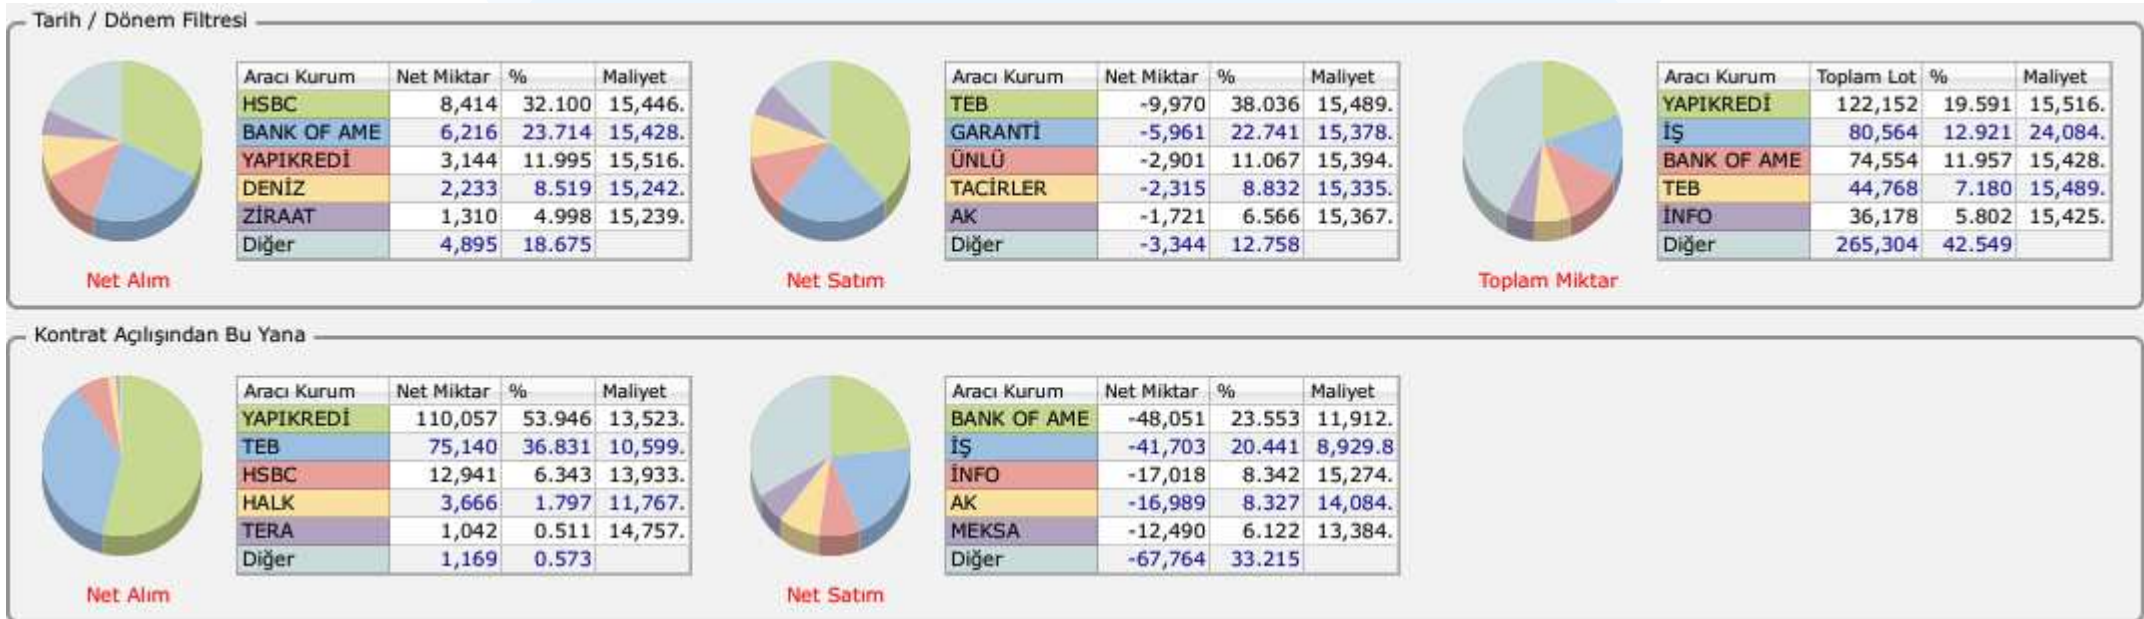 Tarih / Dönem Filtresi
Aracı Kurum Net Miktar % Maliyet
HSBC 8,414 32.100 15,446.
BANK OF AME 6,216 23.714 15,428.
YAPIKREDİ 3,144 11.995 15,516.
DENİZ 2,233 8.519 15,242.
ZİRAAT 1,310 4.998 15,239.
Diğer 4,895 18.675
Net Alım
Aracı Kurum Net Miktar % Maliyet
TEB -9,970 38.036 15,489.
GARANTİ -5,961 22.741 15,378.
ÜNLÜ -2,901 11.067 15,394.
TACİRLER -2,315 8.832 15,335.
AK -1,721 6.566 15,367.
Diğer -3,344 12.758
Net Satım
Aracı Kurum Toplam Lot % Maliyet
YAPIKREDİ 122,152 19.591 15,516.
İŞ 80,564 12.921 24,084.
BANK OF AME 74,554 11.957 15,428.
TEB 44,768 7.180 15,489.
İNFO 36,178 5.802 15,425.
Diğer 265,304 42.549
Toplam Miktar
Kontrat Açılışından Bu Yana
Aracı Kurum Net Miktar % Maliyet
YAPIKREDİ 110,057 53.946 13,523.
TEB 75,140 36.831 10,599.
HSBC 12,941 6.343 13,933.
HALK 3,666 1.797 11,767.
TERA 1,042 0.511 14,757.
Diğer 1,169 0.573
Net Alım
Aracı Kurum Net Miktar % Maliyet
BANK OF AME -48,051 23.553 11,912.
İŞ -41,703 20.441 8,929.8
İNFO -17,018 8.342 15,274.
AK -16,989 8.327 14,084.
MEKSA -12,490 6.122 13,384.
Diğer -67,764 33.215
Net Satım